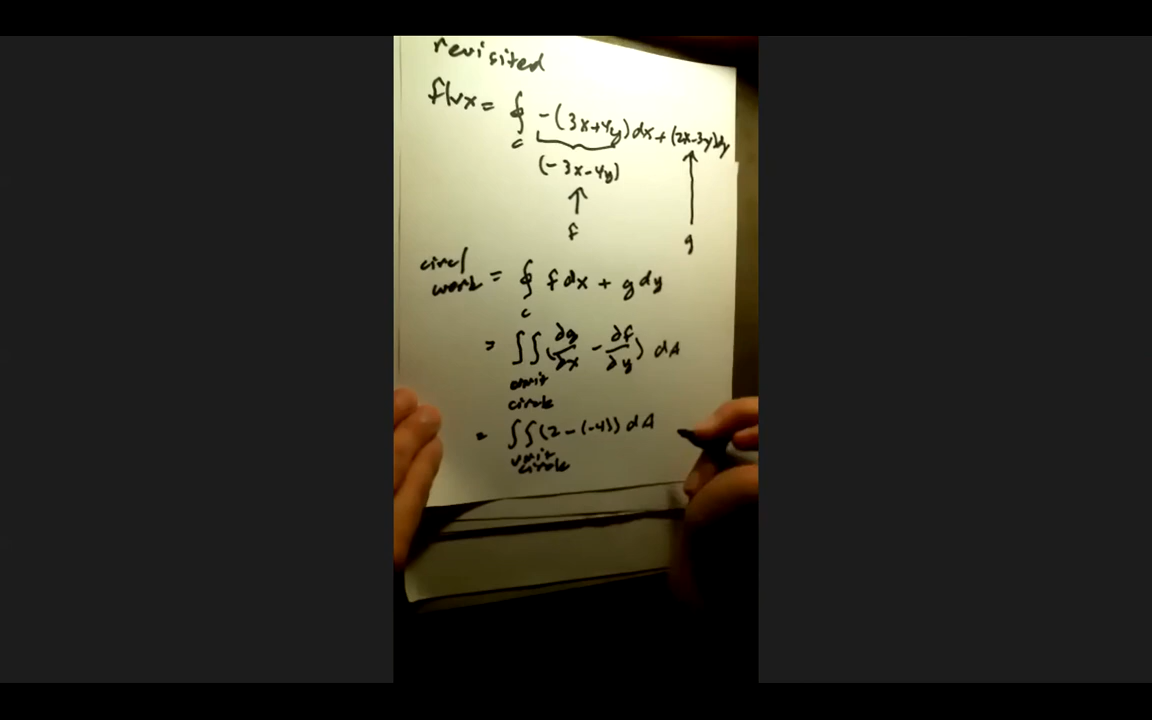 revisited
flux = ∮ -(3x+4y)dx + (2x-3y)dy
c
(-3x-4y)
↑ ↑
f g
circ/
work = ∮ f dx + g dy
c
= ∫∫ (∂g/∂x - ∂f/∂y) dA
unit
circle
= ∫∫ (2-(-4)) dA
unit
circle